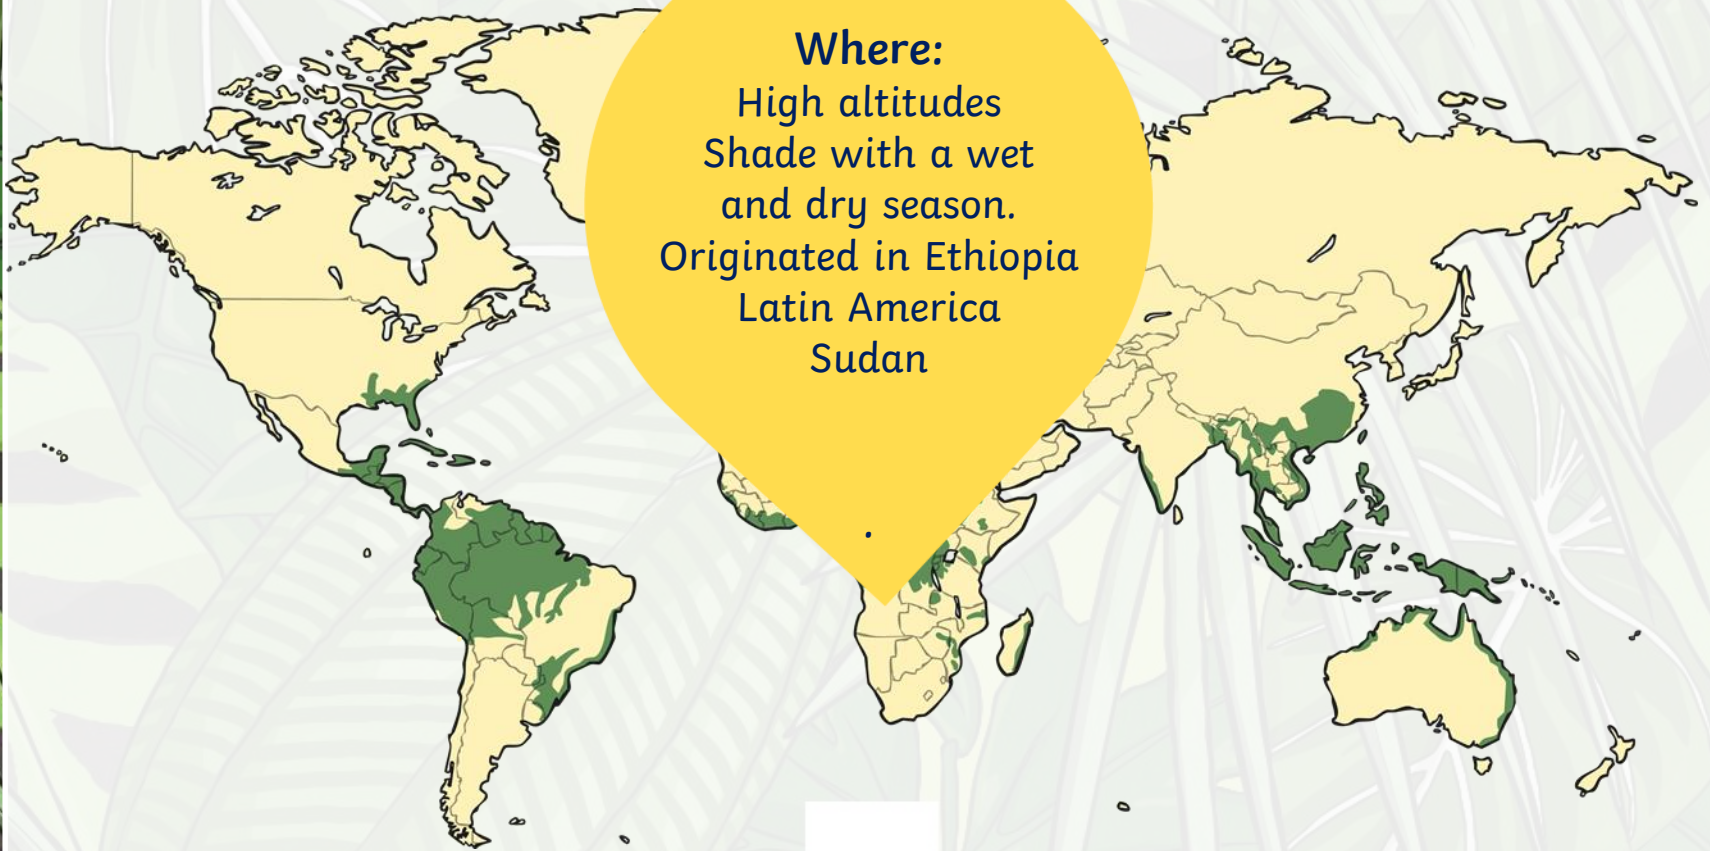 Where:
High altitudes
Shade with a wet
and dry season.
Originated in Ethiopia
Latin America
Sudan
.